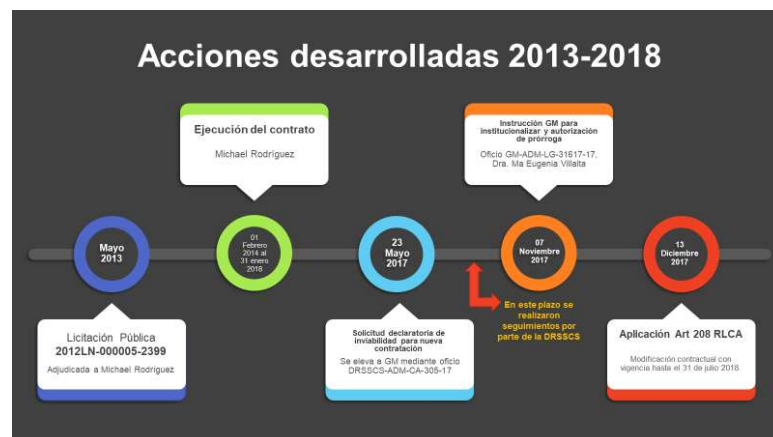 Acciones desarrolladas 2013-2018
Ejecución del contrato
Michael Rodríguez
Instrucción GM para
institucionalizar y autorización
de prórroga
Oficio GM-ADM-LG-31617-17.
Dra. Ma Eugenia Villalta
Mayo
2013
01
Febrero
2014 al
31 enero
2018
23
Mayo
2017
07
Noviembre
2017
13
Diciembre
2017
Licitación Pública
2012LN-000005-2399
Adjudicada a Michael Rodríguez
Solicitud declaratoria de
inviabilidad para nueva
contratación
Se eleva a GM mediante oficio
DRSSCS-ADM-CA-305-17
En este plazo se
realizaron
seguimientos por
parte de la DRSSCS
Aplicación Art 208 RLCA
Modificación contractual con
vigencia hasta el 31 de julio 2018